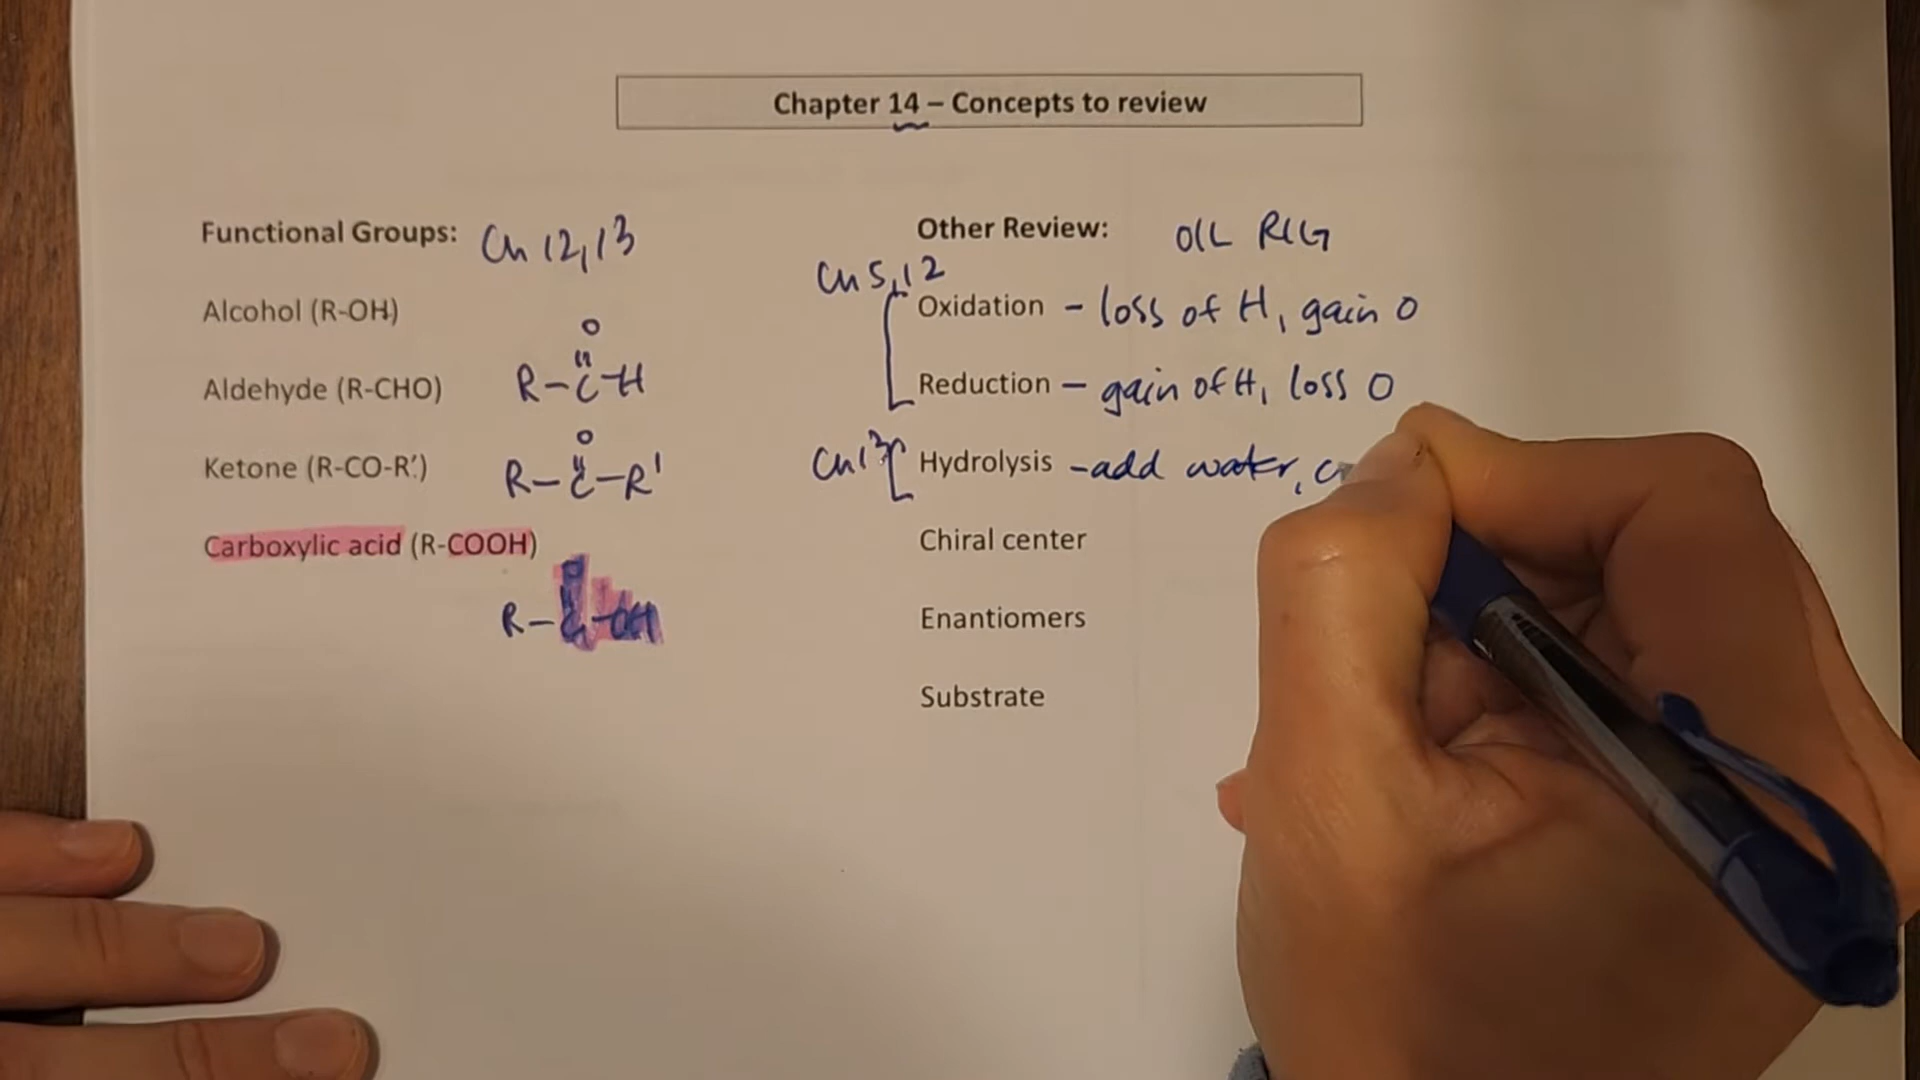 Chapter 14 – Concepts to review
Functional Groups: Ch 12,13
Alcohol (R-OH)
Aldehyde (R-CHO)
O
R-C-H
Ketone (R-CO-R')
O
R-C-R'
Carboxylic acid (R-COOH)
O
R-C-OH
Other Review: OIL RIG
Ch 5,12
Oxidation - loss of H, gain O
Reduction - gain of H, loss O
Ch 13 Hydrolysis - add water,
Chiral center
Enantiomers
Substrate